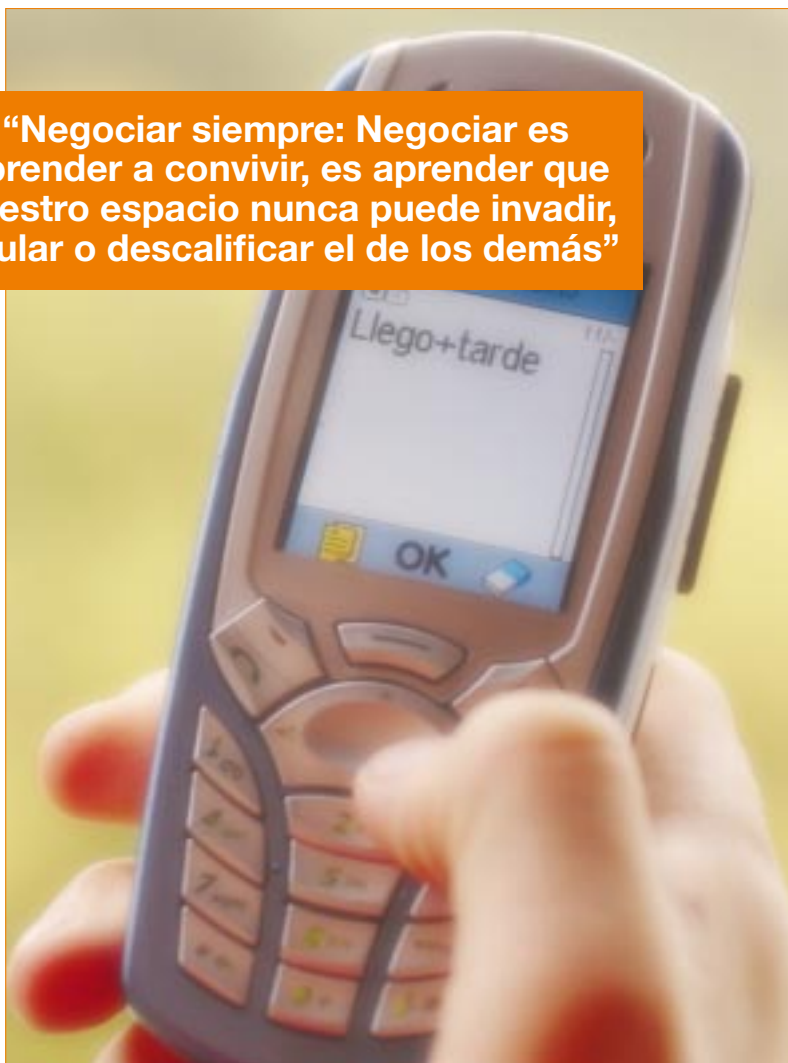 “Negociar siempre: Negociar es
prender a convivir, es aprender que
estro espacio nunca puede invadir,
ular o descalificar el de los demás”
Llego+tarde
OK